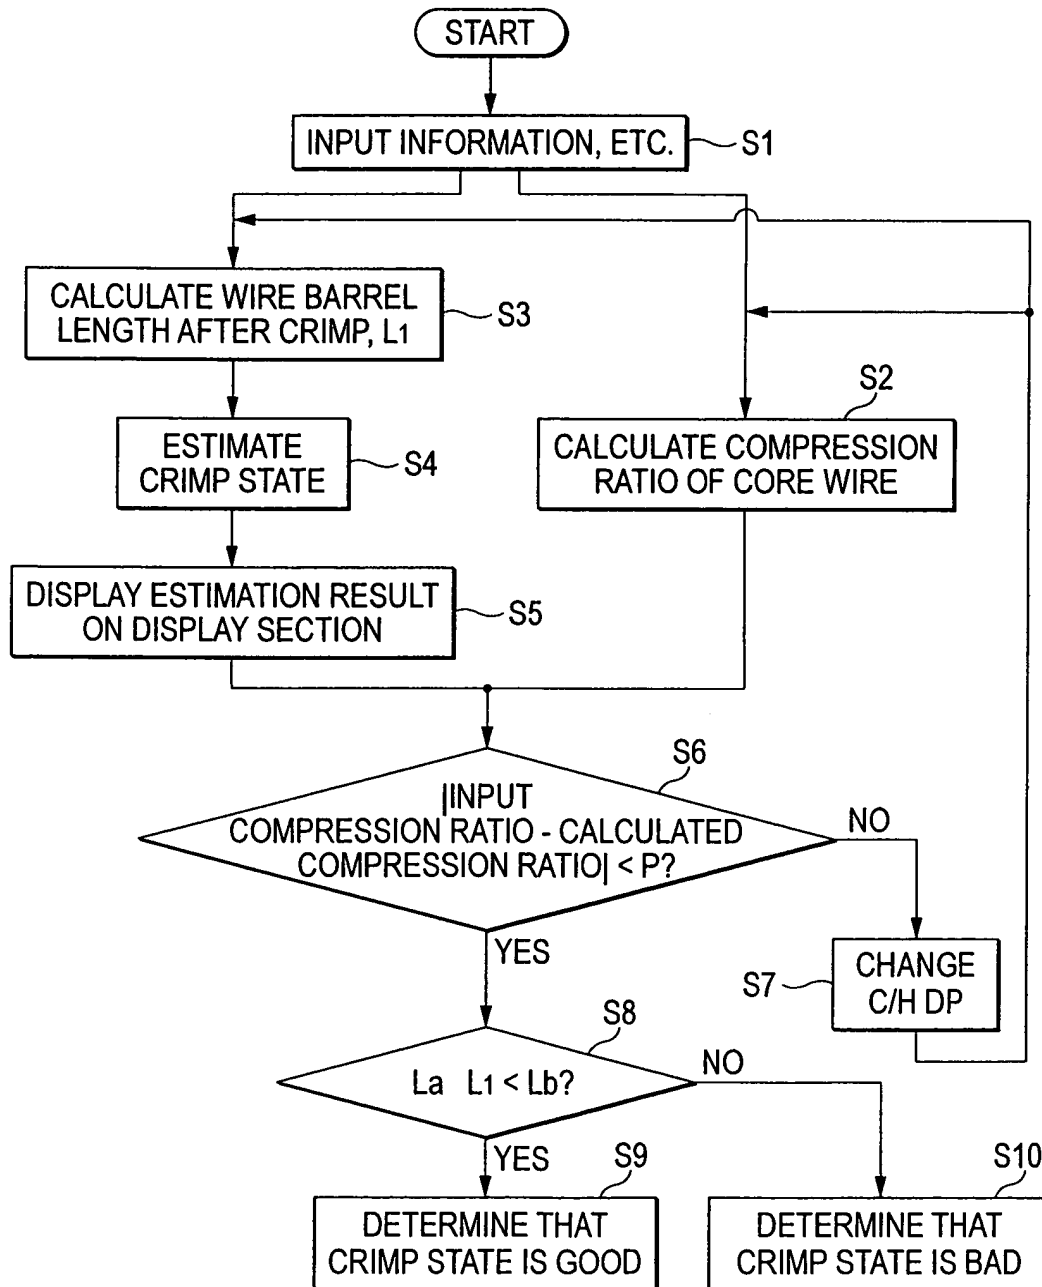 START
INPUT INFORMATION, ETC.
S1
CALCULATE WIRE BARREL
LENGTH AFTER CRIMP, L1
S3
S2
ESTIMATE
CRIMP STATE
S4
CALCULATE COMPRESSION
RATIO OF CORE WIRE
DISPLAY ESTIMATION RESULT
ON DISPLAY SECTION
S5
S6
|INPUT
COMPRESSION RATIO - CALCULATED
COMPRESSION RATIO| < P?
NO
YES
S7
CHANGE
C/H DP
S8
La L1 < Lb?
NO
YES
S9
DETERMINE THAT
CRIMP STATE IS GOOD
S10
DETERMINE THAT
CRIMP STATE IS BAD